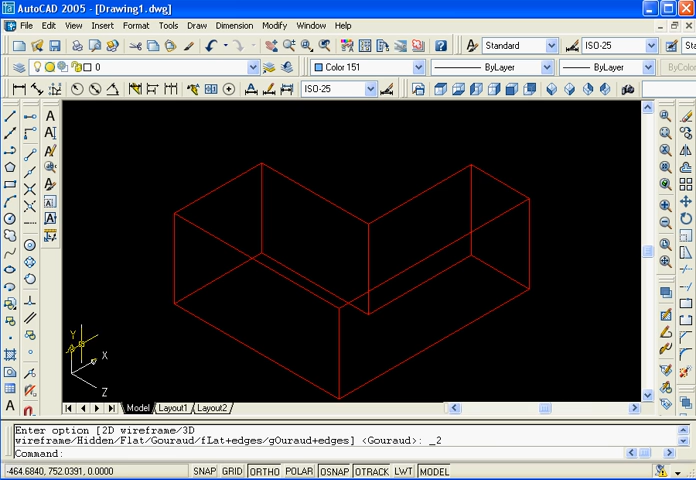 AutoCAD 2005 - [Drawing1.dwg]
File Edit View Insert Format Tools Draw Dimension Modify Window Help
Standard ISO-25 Sta
0 Color 151 ByLayer ByLayer ByColor
ISO-25
Y
X
Z
Model Layout1 Layout2
Enter option [2D wireframe/3D
wireframe/Hidden/Flat/Gouraud/fLat+edges/gOuraud+edges] <Gouraud>: _2
Command:
-464.6840, 752.0391, 0.0000 SNAP GRID ORTHO POLAR OSNAP OTRACK LWT MODEL